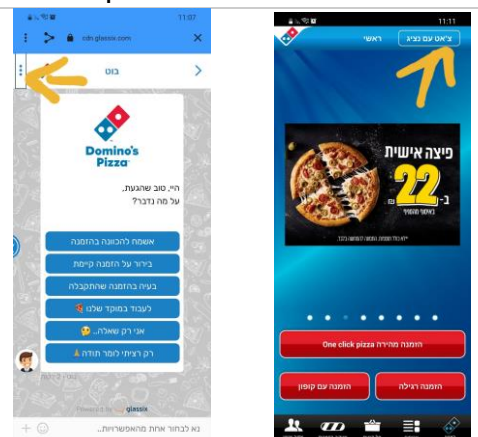 11:07
cdn.glassix.com
בוט
Domino's
Pizza
היי, טוב שהגעת,
על מה נדבר?
אשמח להכוונה בהזמנה
בירור על הזמנה קיימת
בעיה בהזמנה שהתקבלה
לעבוד במוקד שלנו
אני רק שאלה..
רק רציתי לומר תודה
Powered by glassix
נא לבחור אחת מהאפשרויות..
11:11
צ'אט עם נציג
ראשי
פיצה אישית
ב-22 ₪
באיסוף מהסניף
One click pizza הזמנה מהירה
הזמנה רגילה
הזמנה עם קופון